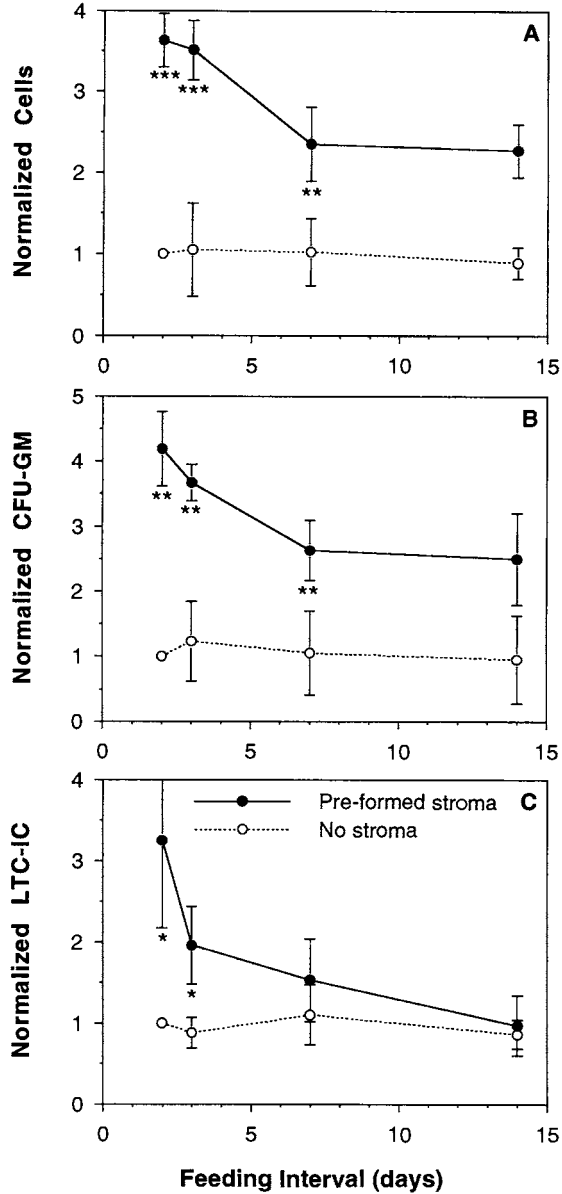 A
Normalized Cells
4
3
2
1
0
*** ***
**
0 5 10 15
B
Normalized CFU-GM
5
4
3
2
1
0
** **
**
0 5 10 15
C
Normalized LTC-IC
4
3
2
1
0
Pre-formed stroma
No stroma
*
*
0 5 10 15
Feeding Interval (days)